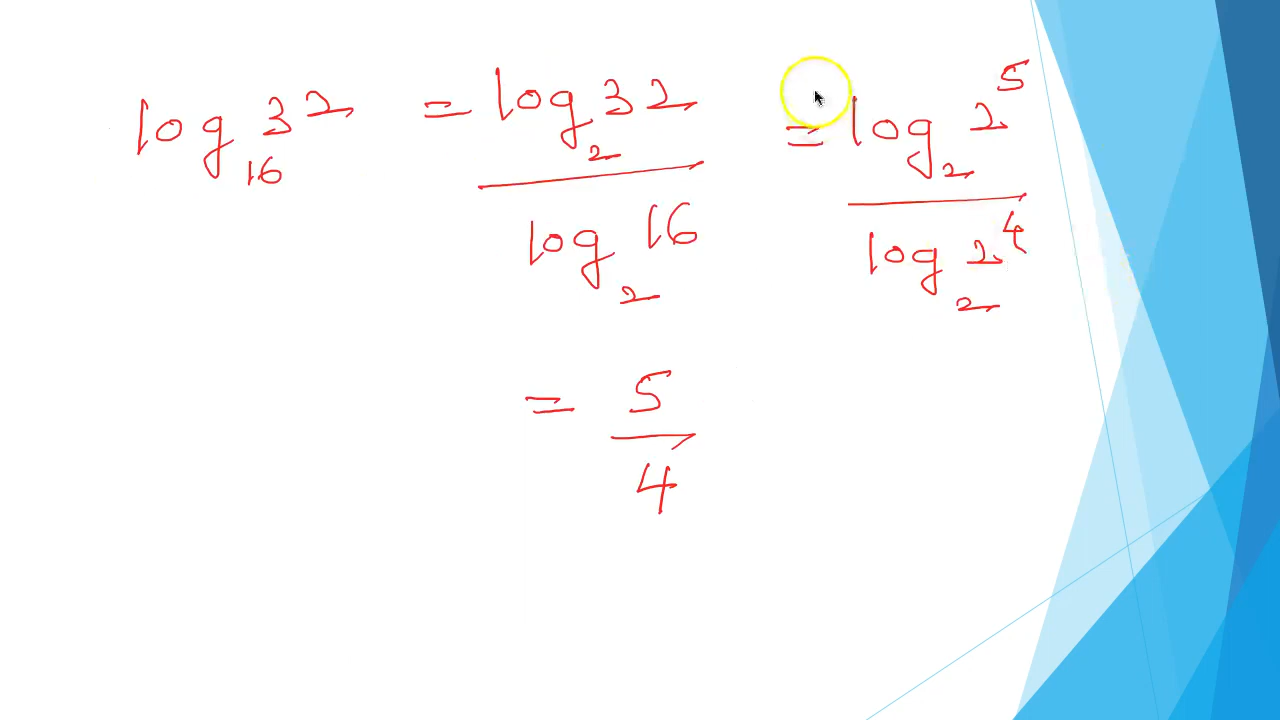 log₁₆ 32 = log₂ 32 / log₂ 16 = log₂ 2⁵ / log₂ 2⁴
= 5/4